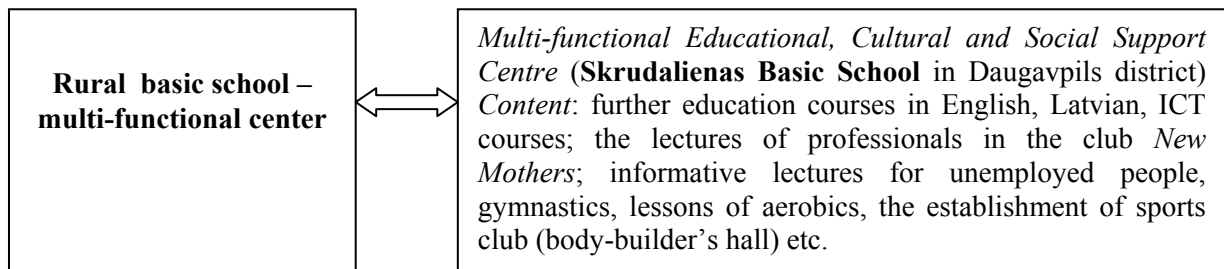 Rural basic school –
multi-functional center
Multi-functional Educational, Cultural and Social Support
Centre (Skrudalienas Basic School in Daugavpils district)
Content: further education courses in English, Latvian, ICT
courses; the lectures of professionals in the club New
Mothers; informative lectures for unemployed people,
gymnastics, lessons of aerobics, the establishment of sports
club (body-builder's hall) etc.